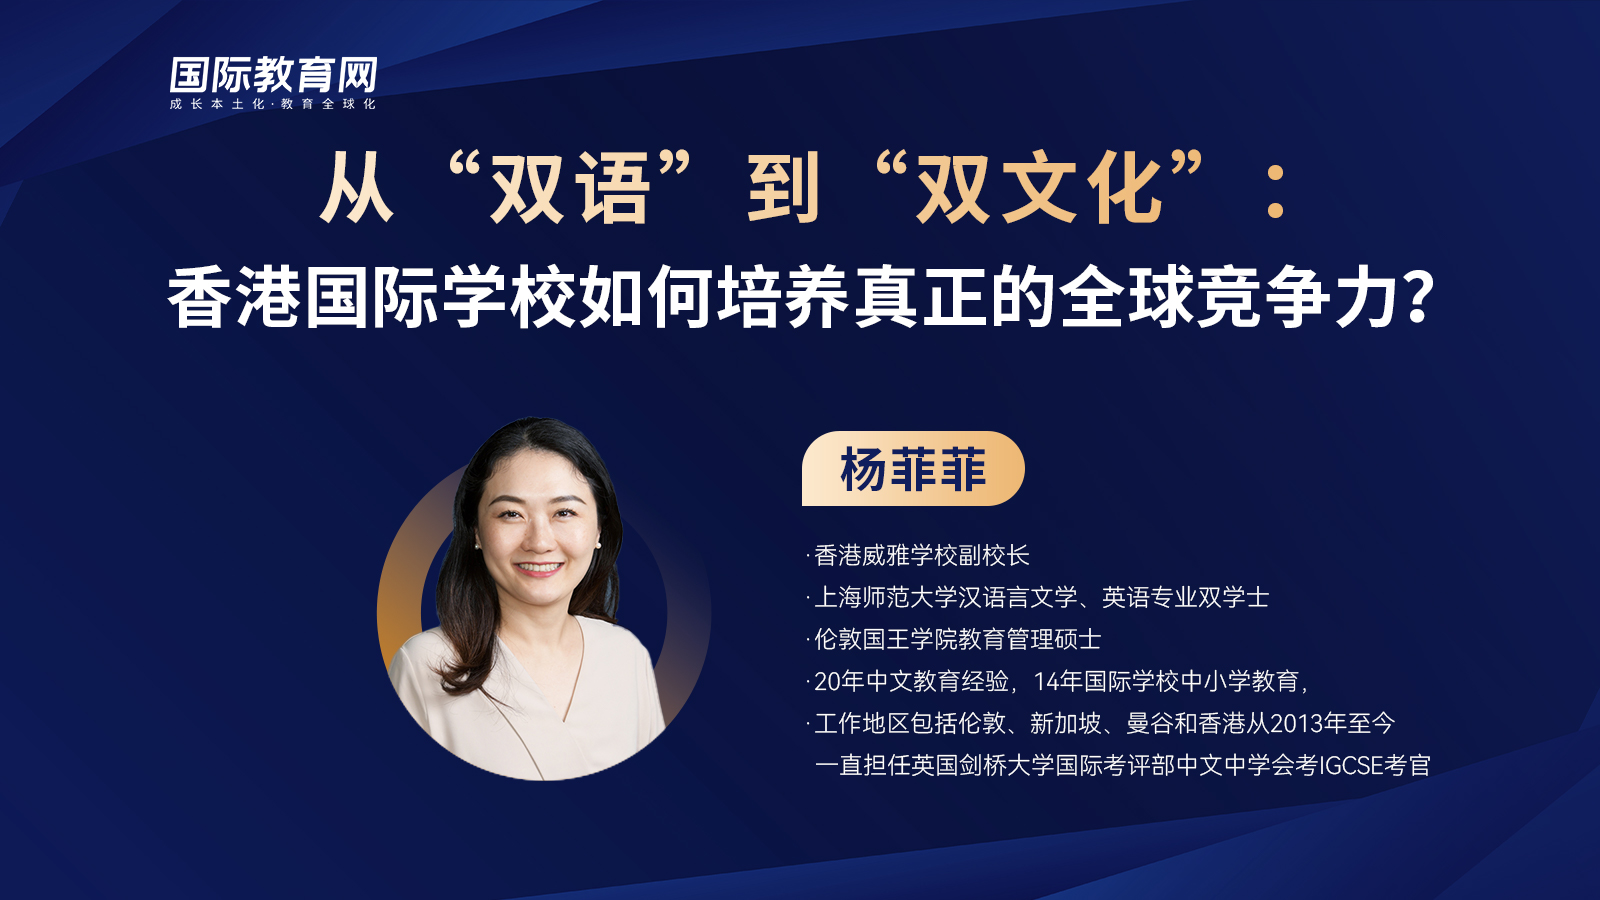 国际教育网
成长本土化·教育全球化
从“双语”到“双文化”：
香港国际学校如何培养真正的全球竞争力？
杨菲菲
·香港威雅学校副校长
·上海师范大学汉语言文学、英语专业双学士
·伦敦国王学院教育管理硕士
·20年中文教育经验，14年国际学校中小学教育，
·工作地区包括伦敦、新加坡、曼谷和香港从2013年至今
一直担任英国剑桥大学国际考评部中文中学会考IGCSE考官